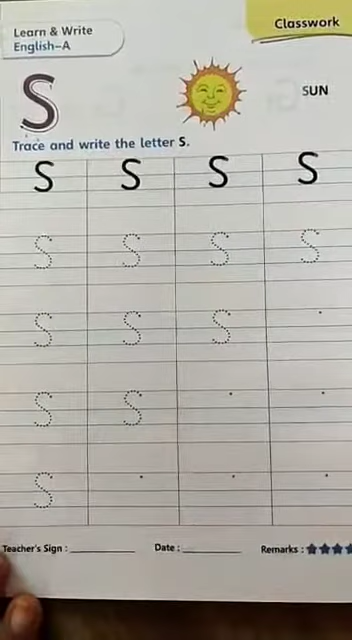 Learn & Write
English–A
Classwork
S
SUN
Trace and write the letter S.
S S S S
S S S S
S S S
S S
S
Teacher's Sign : Date : Remarks :